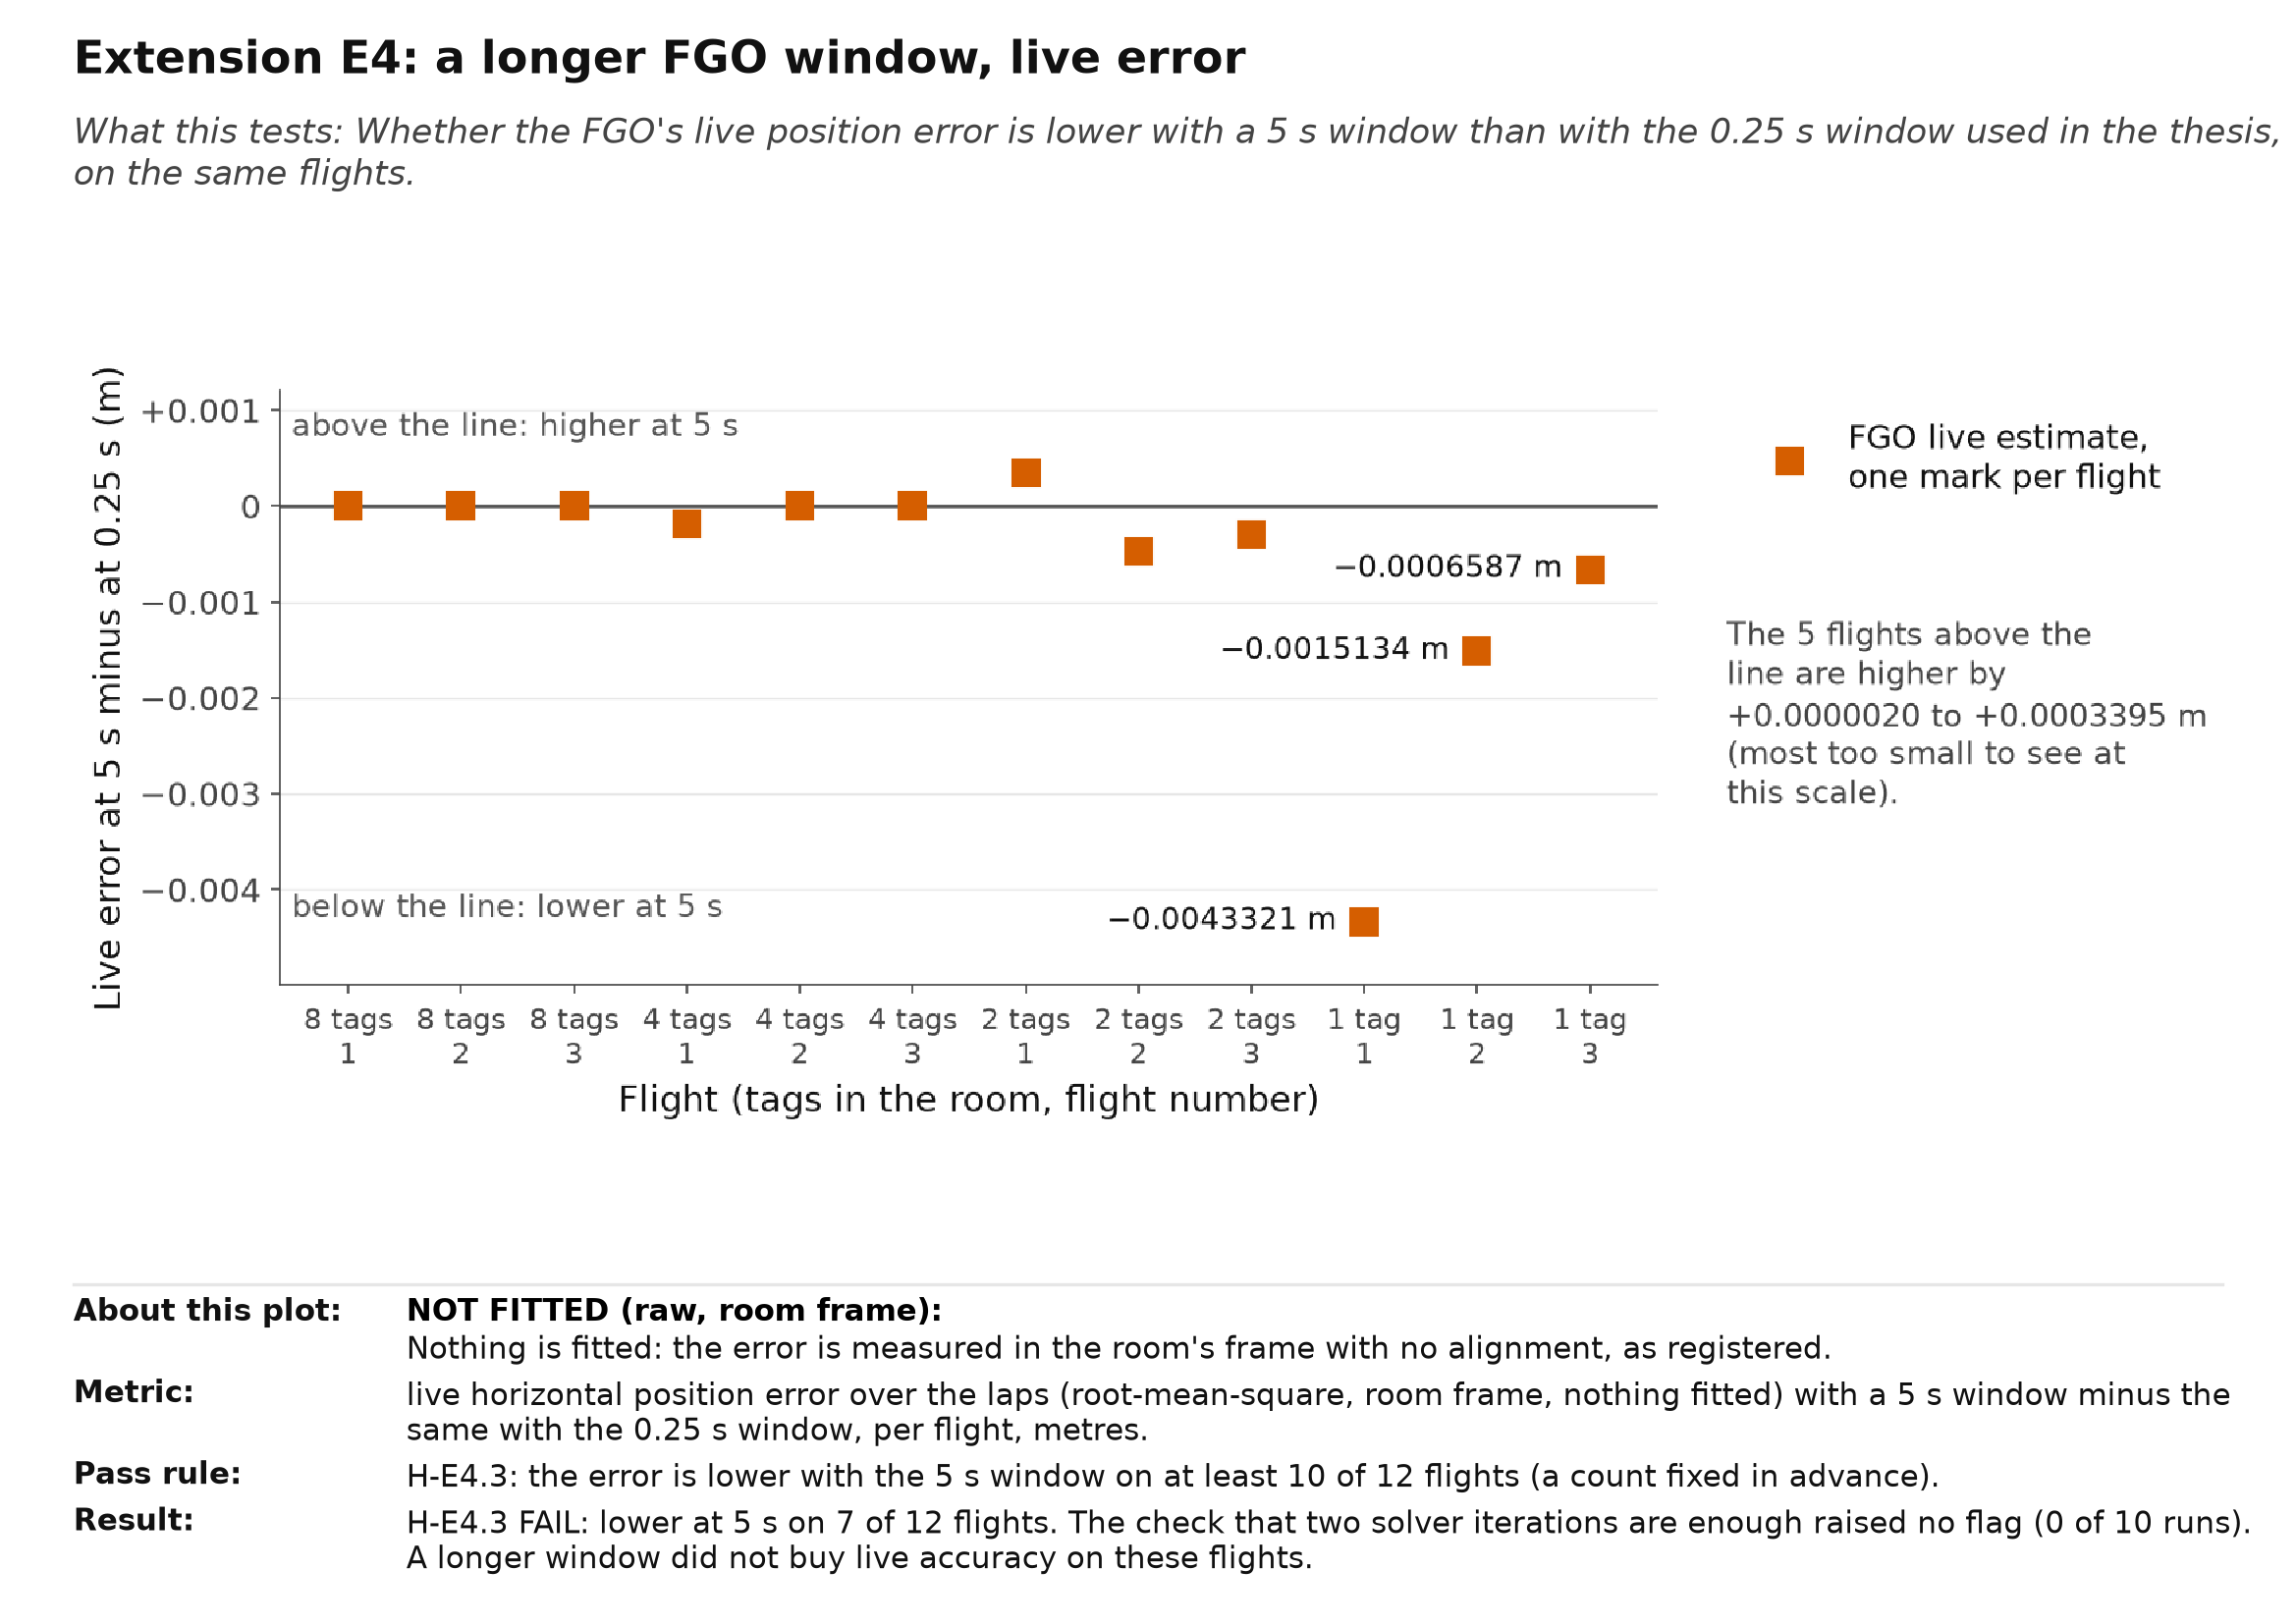 Extension E4: a longer FGO window, live error
What this tests: Whether the FGO's live position error is lower with a 5 s window than with the 0.25 s window used in the thesis,
on the same flights.
Live error at 5 s minus at 0.25 s (m)
+0.001
0
−0.001
−0.002
−0.003
−0.004
above the line: higher at 5 s
below the line: lower at 5 s
−0.0006587 m
−0.0015134 m
−0.0043321 m
8 tags 8 tags 8 tags 4 tags 4 tags 4 tags 2 tags 2 tags 2 tags 1 tag 1 tag 1 tag
1 2 3 1 2 3 1 2 3 1 2 3
Flight (tags in the room, flight number)
FGO live estimate,
one mark per flight
The 5 flights above the
line are higher by
+0.0000020 to +0.0003395 m
(most too small to see at
this scale).
About this plot: NOT FITTED (raw, room frame):
Nothing is fitted: the error is measured in the room's frame with no alignment, as registered.
Metric: live horizontal position error over the laps (root-mean-square, room frame, nothing fitted) with a 5 s window minus the
same with the 0.25 s window, per flight, metres.
Pass rule: H-E4.3: the error is lower with the 5 s window on at least 10 of 12 flights (a count fixed in advance).
Result: H-E4.3 FAIL: lower at 5 s on 7 of 12 flights. The check that two solver iterations are enough raised no flag (0 of 10 runs).
A longer window did not buy live accuracy on these flights.